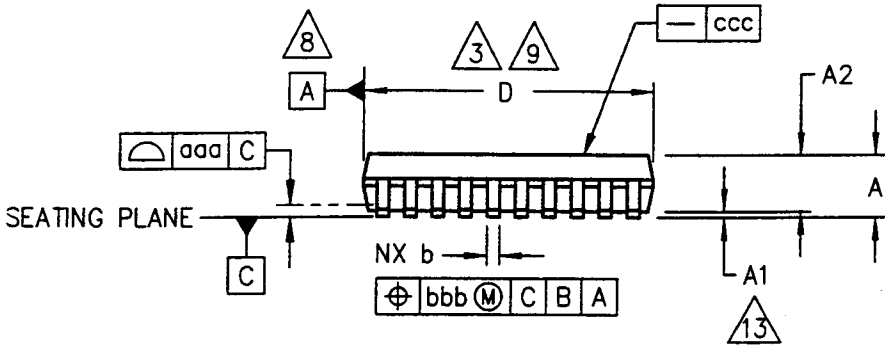 8
3 9
— ccc
A
D
A2
⌓ aaa C
A
SEATING PLANE
C
NX b
⌖ bbb Ⓜ C B A
A1
13